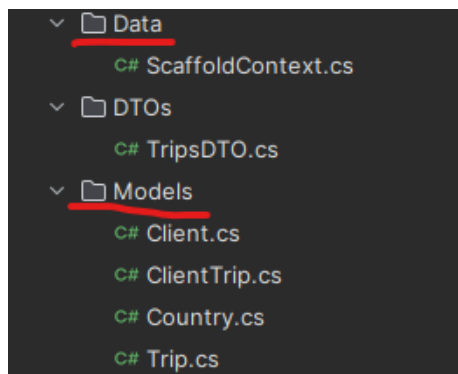 Data
C# ScaffoldContext.cs
DTOs
C# TripsDTO.cs
Models
C# Client.cs
C# ClientTrip.cs
C# Country.cs
C# Trip.cs